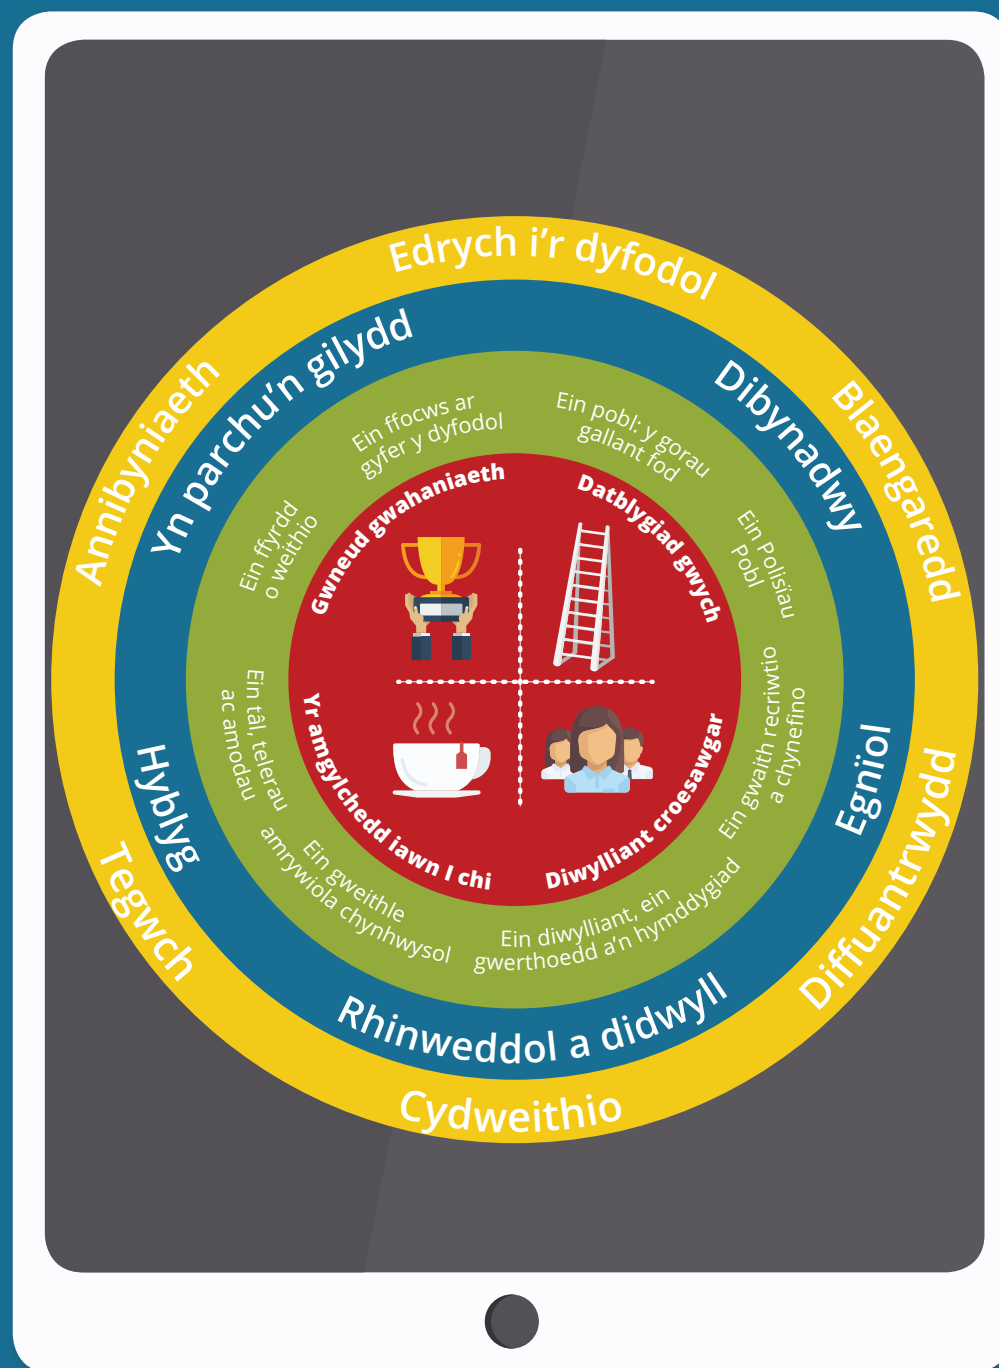 Edrych i'r dyfodol
Blaengaredd
Diffuantrwydd
Cydweithio
Tegwch
Annibyniaeth
Yn parchu'n gilydd
Dibynadwy
Egnïol
Rhinweddol a didwyll
Hyblyg
Ein ffocws ar
gyfer y dyfodol
Ein pobl: y gorau
gallant fod
Ein Polisiau
Pobl
Ein gwaith recriwtio
a chynefino
Ein diwylliant, ein
gwerthoedd a'n hymddygiad
Ein gweithle
amrywiola chynhwysol
Ein tâl, telerau
ac amodau
Ein ffyrdd
o weithio
Gwneud gwahaniaeth
Datblygiad gwych
Diwylliant croesawgar
Yr amgylchedd iawn I chi